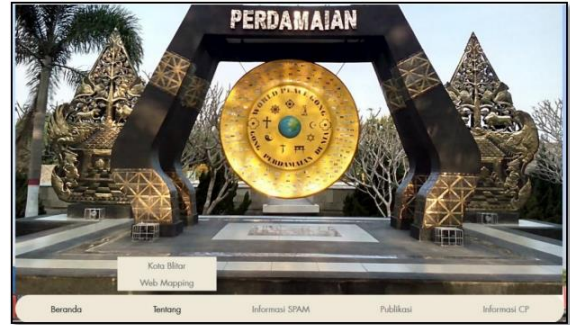 PERDAMAIAN
WORLD PEACE GONG
GONG PERDAMAIAN DUNIA
Kota Blitar
Web Mapping
Beranda Tentang Informasi SPAM Publikasi Informasi CP